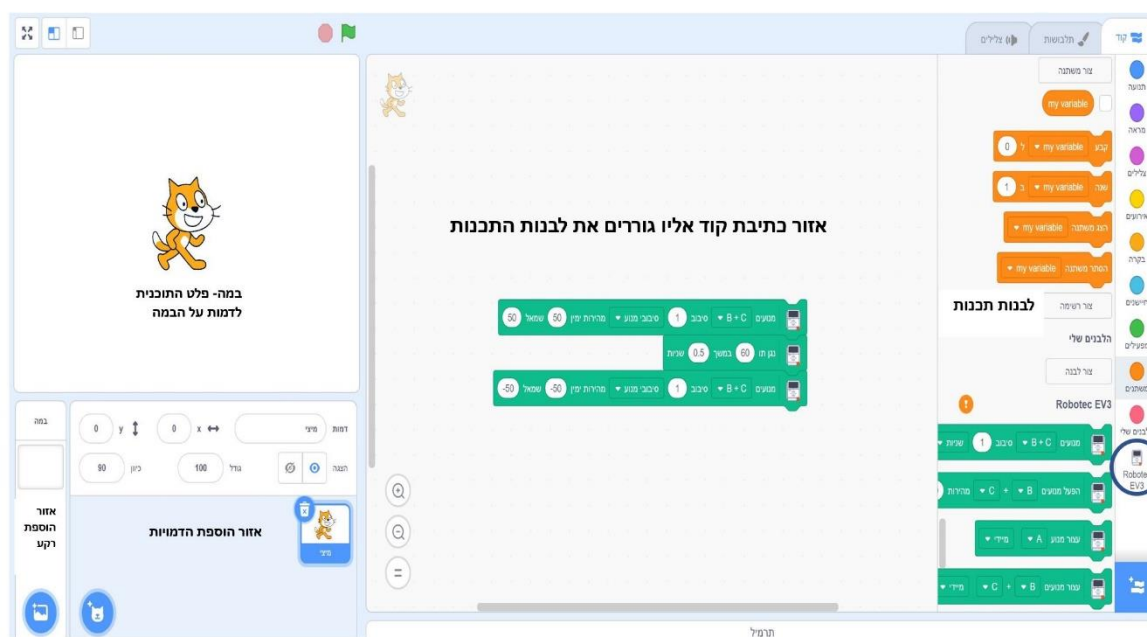 קוד
תלבושות
צלילים
תנועה
מראה
צלילים
אירועים
בקרה
חיישנים
מפעילים
משתנים
לבנים שלי
Robotec
EV3
צור משתנה
my variable
קבע my variable ל 0
שנה my variable ב 1
הצג משתנה my variable
הסתר משתנה my variable
צור רשימה
לבנות תכנות
הלבנים שלי
צור לבנה
Robotec EV3
מנועים B + C סיבוב 1 שניות
הפעל מנועים B + C מהירות
עצור מנוע A מיידי
עצור מנועים B + C מיידי
אזור כתיבת קוד אליו גוררים את לבנות התכנות
מנועים B + C סיבוב 1 סיבובי מנוע מהירות ימין 50 שמאל 50
נגן תו 60 במשך 0.5 שניות
מנועים B + C סיבוב 1 סיבובי מנוע מהירות ימין -50 שמאל -50
תרמיל
במה- פלט התוכנית
לדמות על הבמה
דמות
מיצי
x 0
y 0
הצגה
גודל 100
כיוון 90
מיצי
אזור הוספת הדמויות
במה
אזור
הוספת
רקע